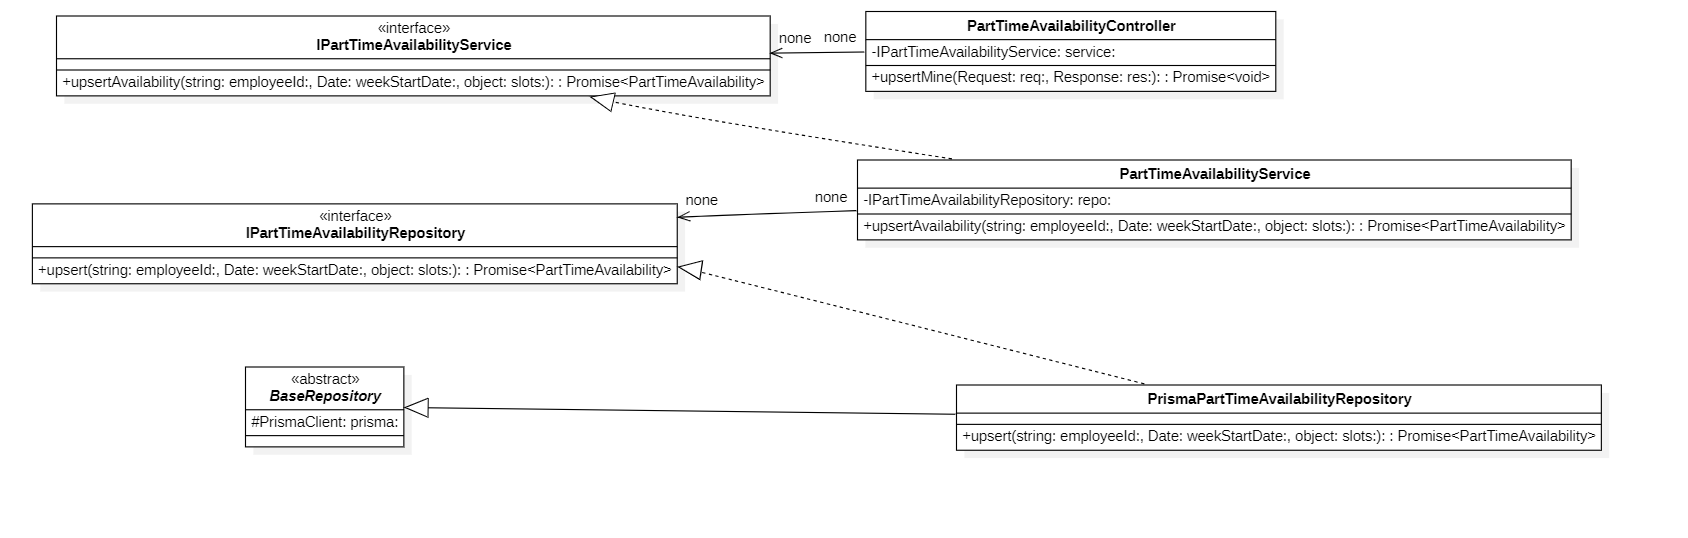 «interface»
IPartTimeAvailabilityService
+upsertAvailability(string: employeeId:, Date: weekStartDate:, object: slots:): : Promise<PartTimeAvailability>
none
none
PartTimeAvailabilityController
-IPartTimeAvailabilityService: service:
+upsertMine(Request: req:, Response: res:): : Promise<void>
PartTimeAvailabilityService
-IPartTimeAvailabilityRepository: repo:
+upsertAvailability(string: employeeId:, Date: weekStartDate:, object: slots:): : Promise<PartTimeAvailability>
none
none
«interface»
IPartTimeAvailabilityRepository
+upsert(string: employeeId:, Date: weekStartDate:, object: slots:): : Promise<PartTimeAvailability>
«abstract»
BaseRepository
#PrismaClient: prisma:
PrismaPartTimeAvailabilityRepository
+upsert(string: employeeId:, Date: weekStartDate:, object: slots:): : Promise<PartTimeAvailability>